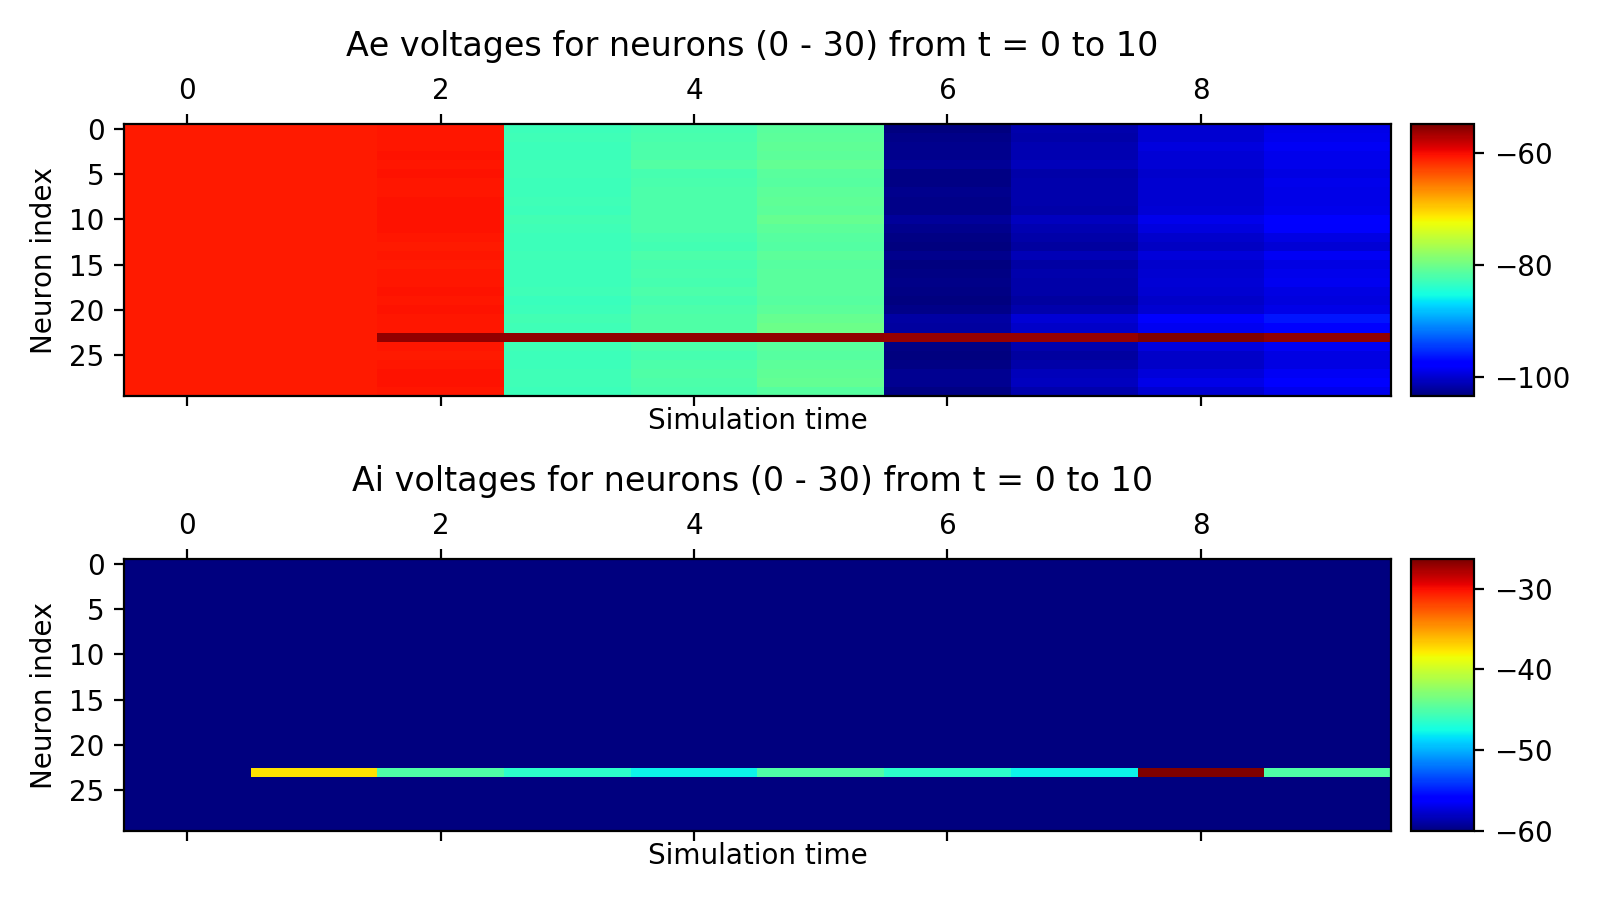 Ae voltages for neurons (0 - 30) from t = 0 to 10
0 2 4 6 8
Neuron index
0
5
10
15
20
25
Simulation time
−60
−80
−100
Ai voltages for neurons (0 - 30) from t = 0 to 10
0 2 4 6 8
Neuron index
0
5
10
15
20
25
Simulation time
−30
−40
−50
−60